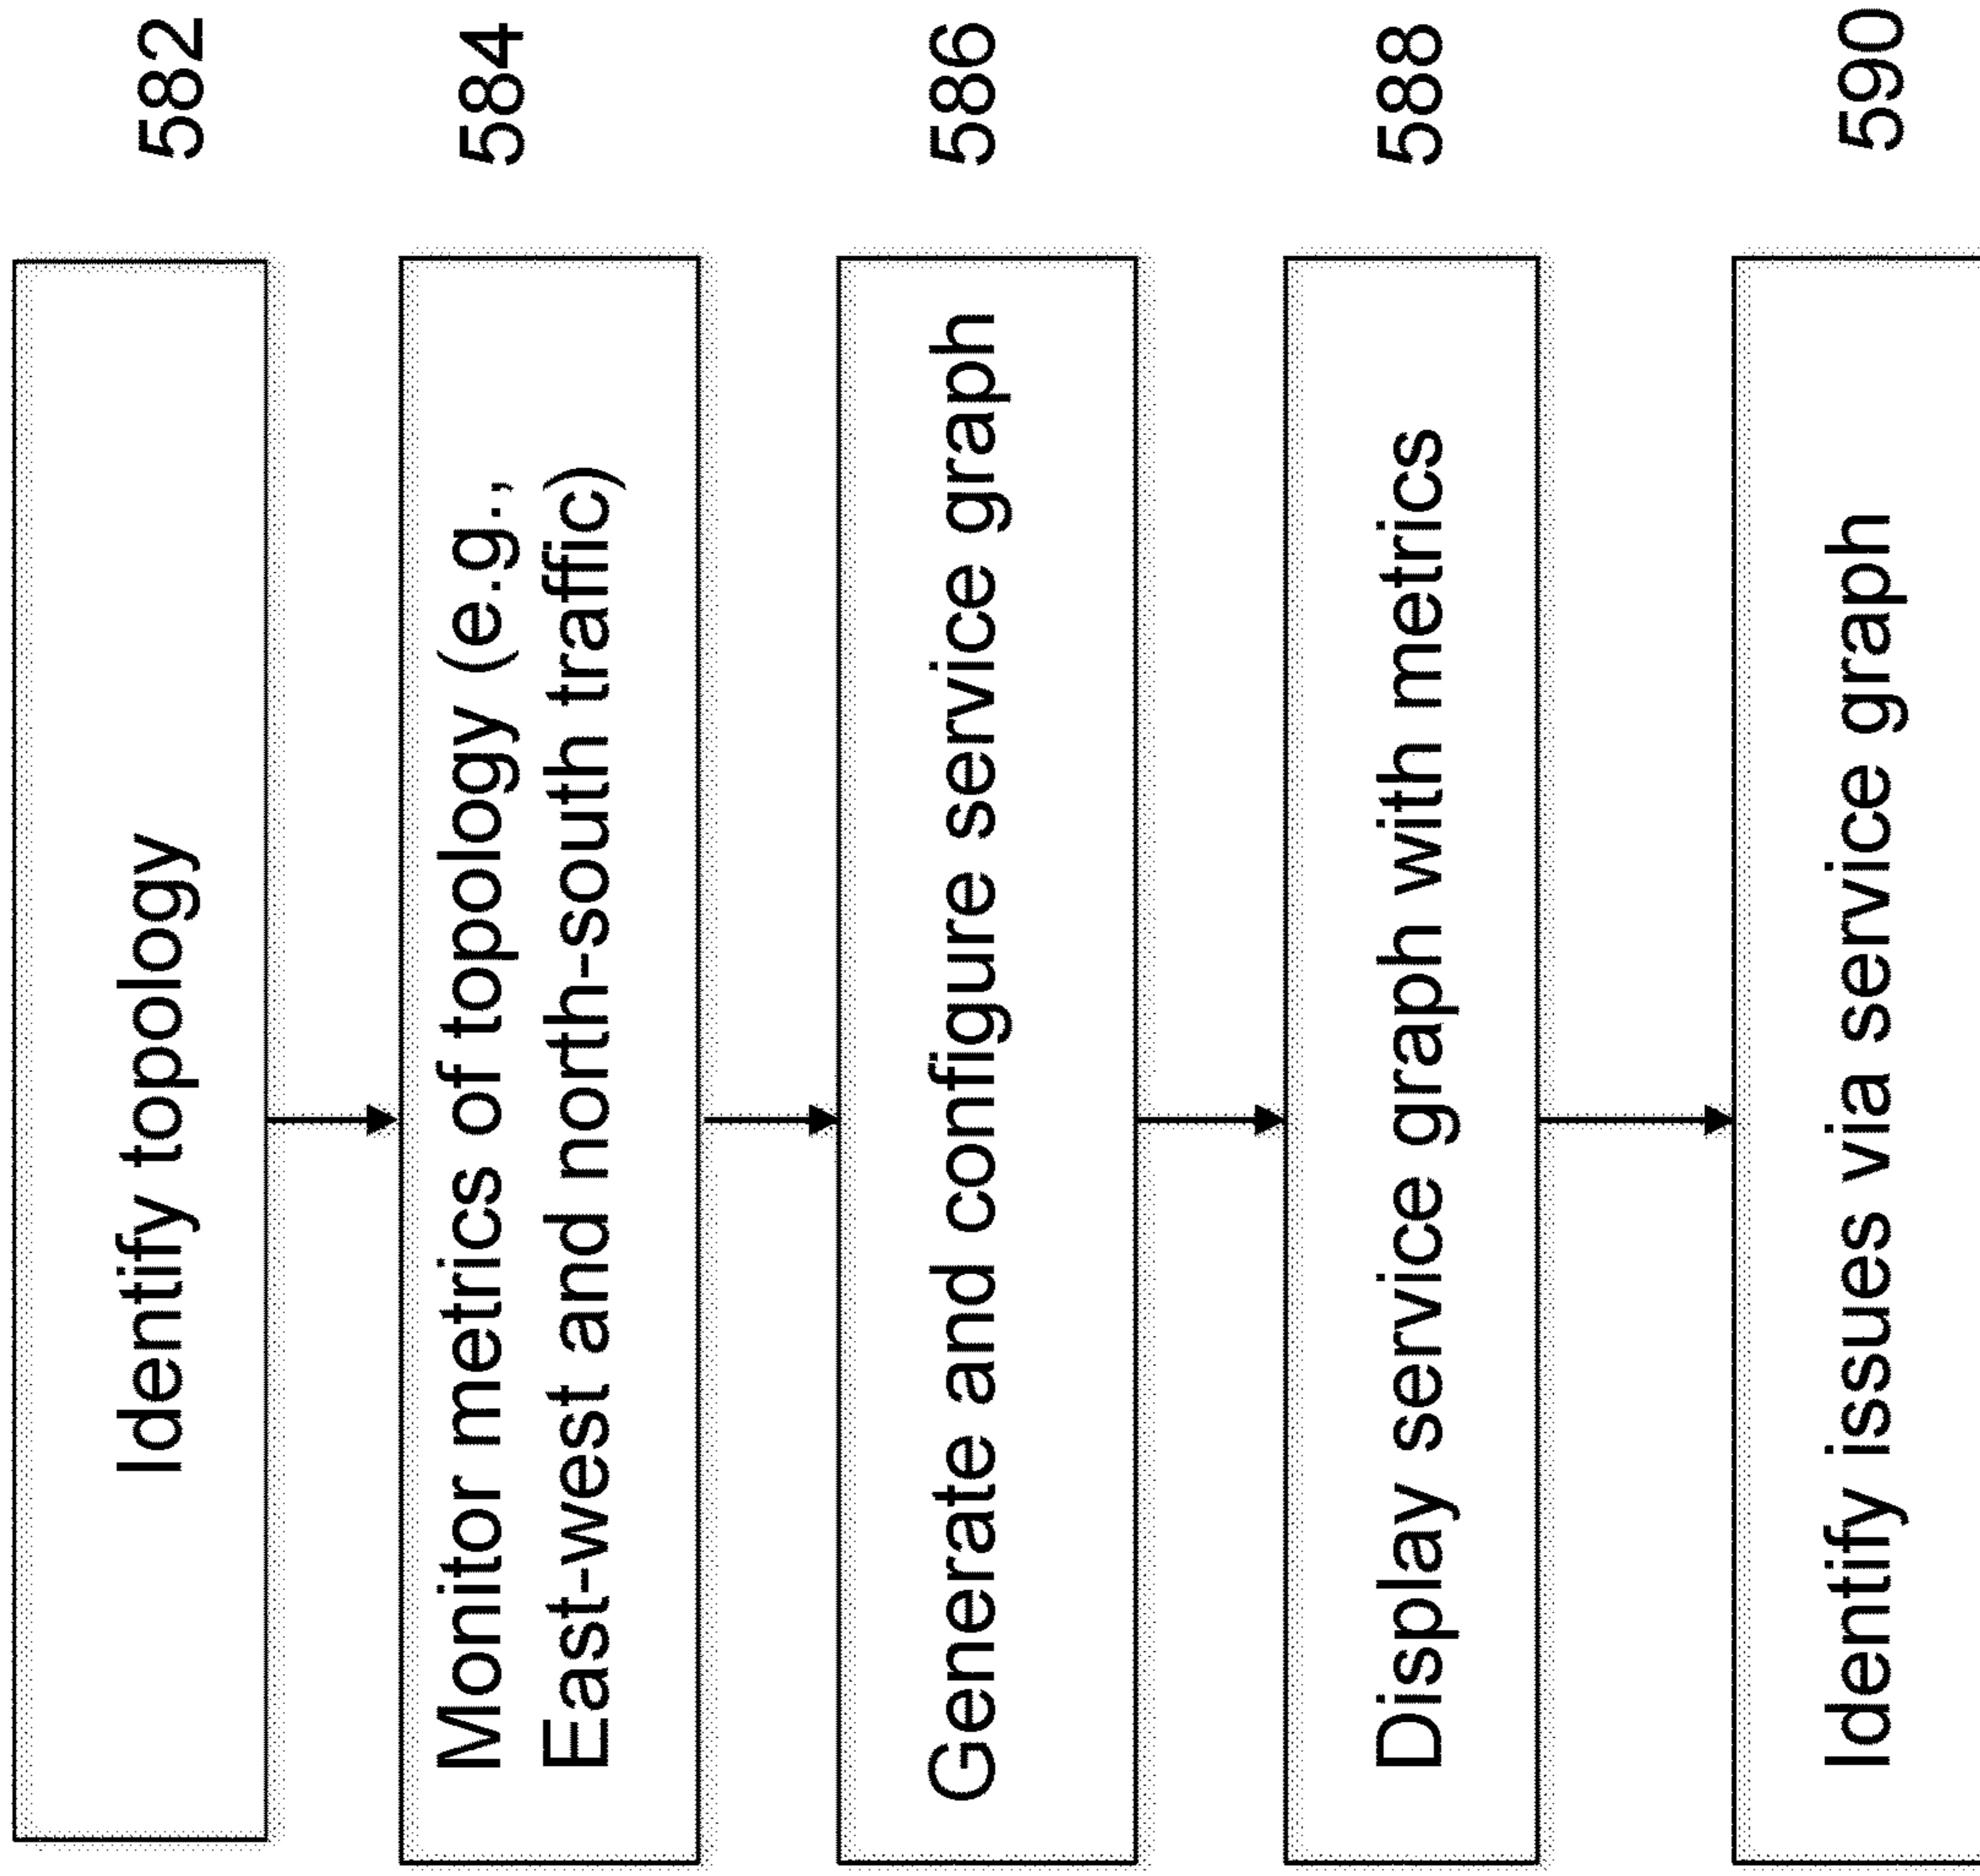 Identify topology
582
Monitor metrics of topology (e.g.,
East-west and north-south traffic)
584
Generate and configure service graph
586
Display service graph with metrics
588
Identify issues via service graph
590